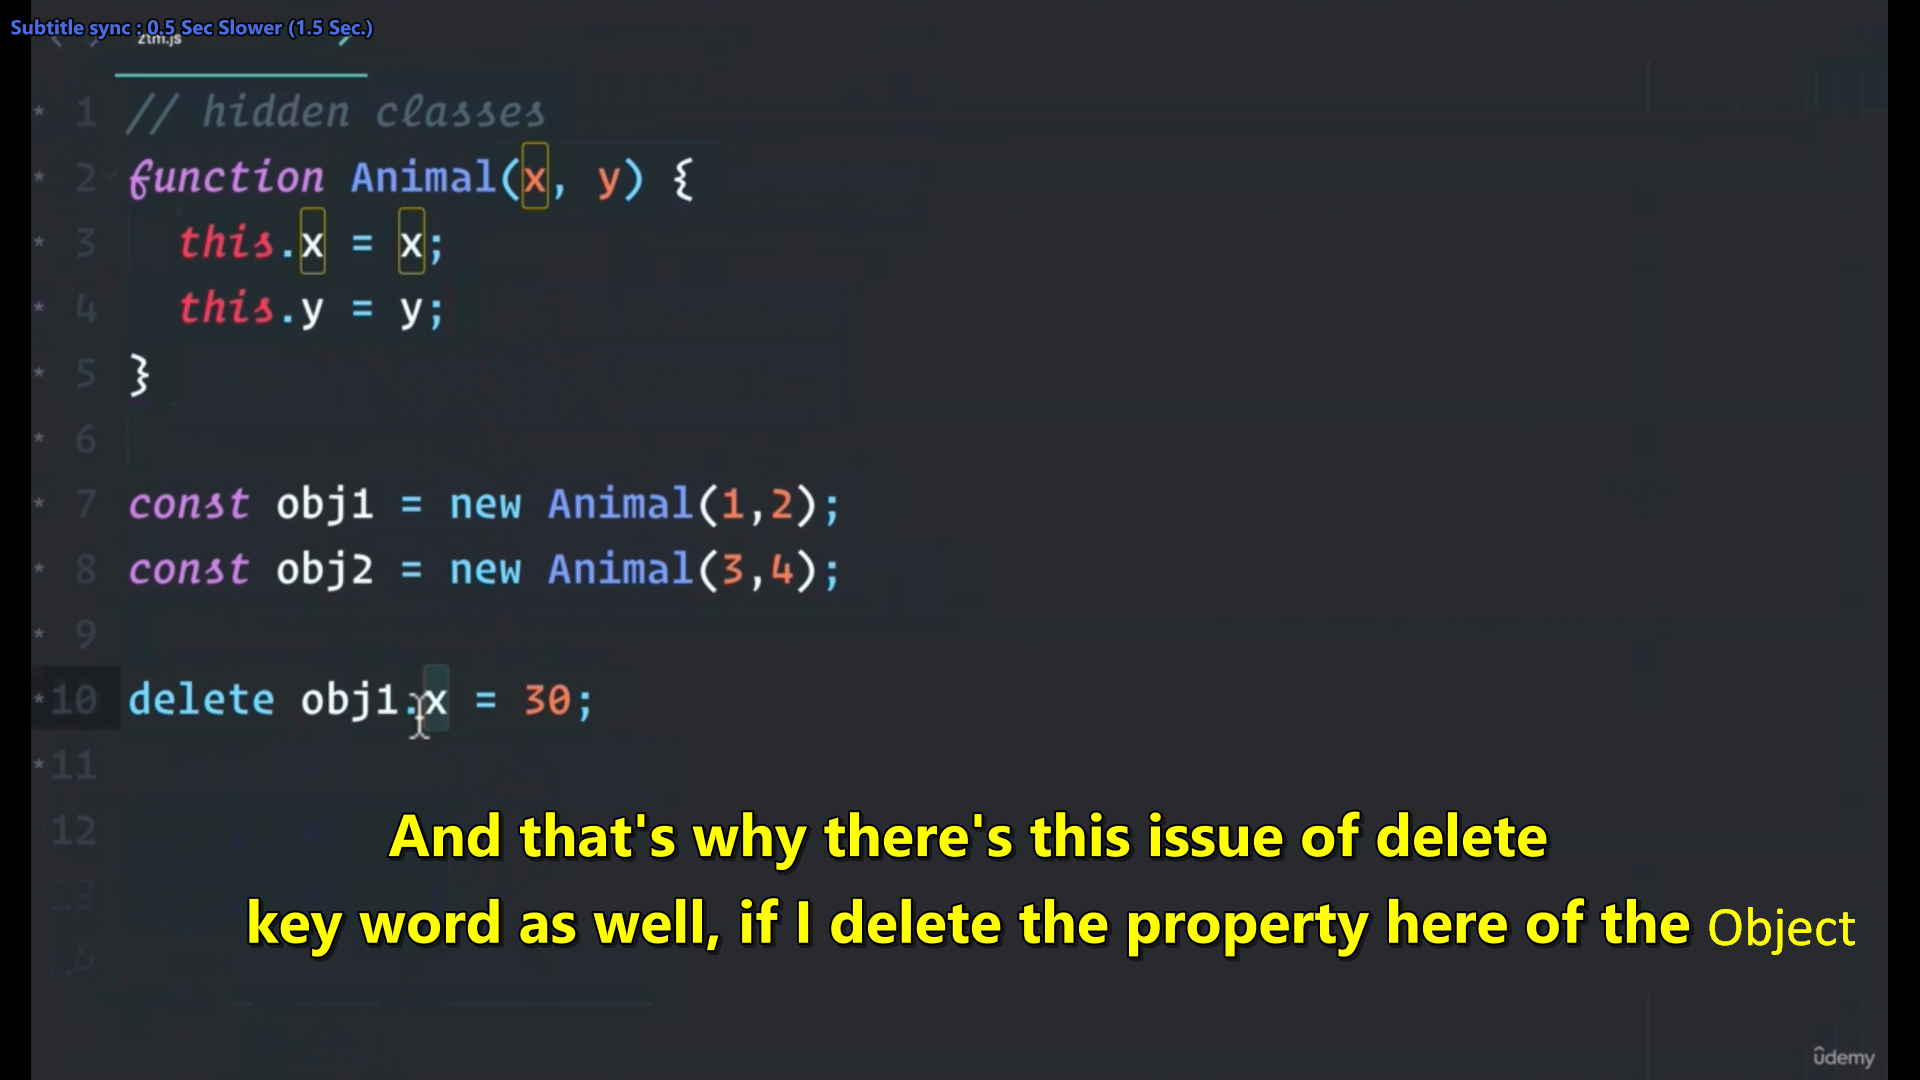 Subtitle sync : 0.5 Sec Slower (1.5 Sec.)
ztm.js
1 // hidden classes
2 function Animal(x, y) {
3 this.x = x;
4 this.y = y;
5 }
6
7 const obj1 = new Animal(1,2);
8 const obj2 = new Animal(3,4);
9
10 delete obj1.x = 30;
11
12
13
And that's why there's this issue of delete
key word as well, if I delete the property here of the Object
udemy